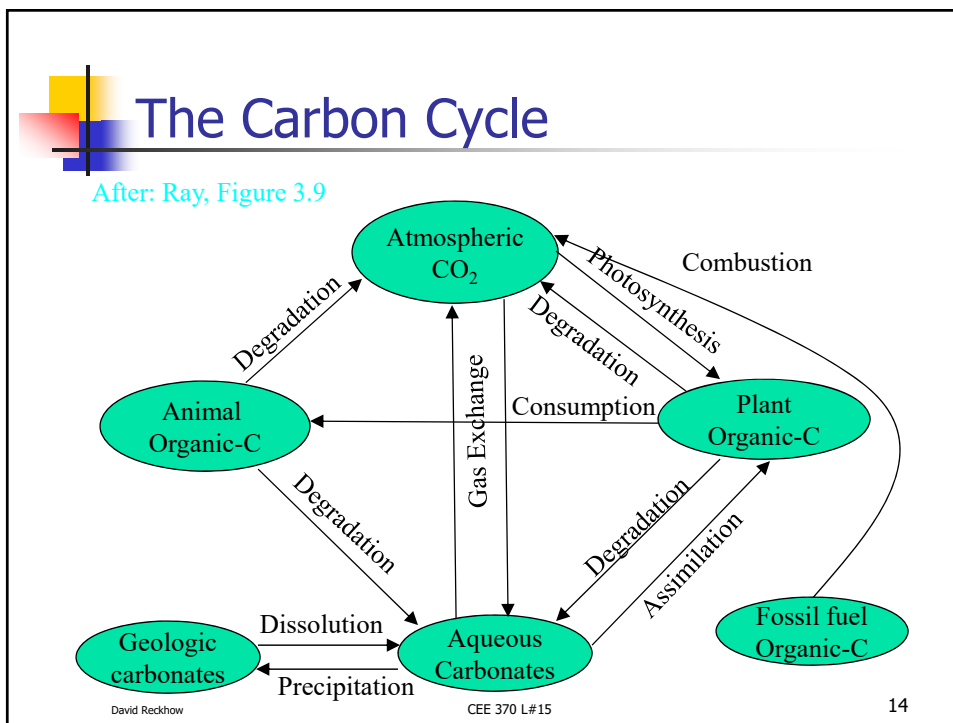 The Carbon Cycle
After: Ray, Figure 3.9
Atmospheric
CO₂
Combustion
Photosynthesis
Degradation
Degradation
Animal
Organic-C
Consumption
Plant
Organic-C
Gas Exchange
Degradation
Degradation
Assimilation
Geologic
carbonates
Dissolution
Precipitation
Aqueous
Carbonates
Fossil fuel
Organic-C
David Reckhow
CEE 370 L#15
14